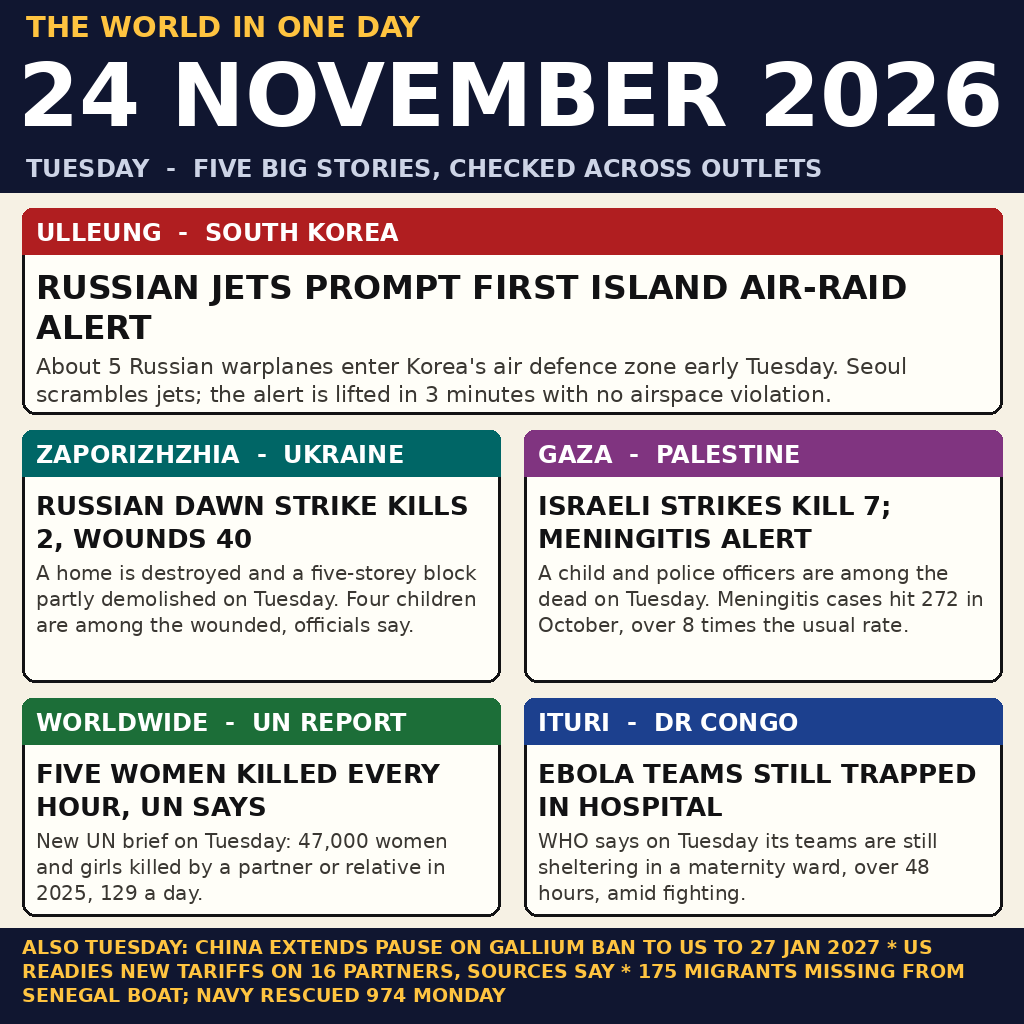 THE WORLD IN ONE DAY
24 NOVEMBER 2026
TUESDAY - FIVE BIG STORIES, CHECKED ACROSS OUTLETS
ULLEUNG - SOUTH KOREA
RUSSIAN JETS PROMPT FIRST ISLAND AIR-RAID
ALERT
About 5 Russian warplanes enter Korea's air defence zone early Tuesday. Seoul
scrambles jets; the alert is lifted in 3 minutes with no airspace violation.
ZAPORIZHZHIA - UKRAINE
RUSSIAN DAWN STRIKE KILLS
2, WOUNDS 40
A home is destroyed and a five-storey block
partly demolished on Tuesday. Four children
are among the wounded, officials say.
GAZA - PALESTINE
ISRAELI STRIKES KILL 7;
MENINGITIS ALERT
A child and police officers are among the
dead on Tuesday. Meningitis cases hit 272 in
October, over 8 times the usual rate.
WORLDWIDE - UN REPORT
FIVE WOMEN KILLED EVERY
HOUR, UN SAYS
New UN brief on Tuesday: 47,000 women
and girls killed by a partner or relative in
2025, 129 a day.
ITURI - DR CONGO
EBOLA TEAMS STILL TRAPPED
IN HOSPITAL
WHO says on Tuesday its teams are still
sheltering in a maternity ward, over 48
hours, amid fighting.
ALSO TUESDAY: CHINA EXTENDS PAUSE ON GALLIUM BAN TO US TO 27 JAN 2027 * US
READIES NEW TARIFFS ON 16 PARTNERS, SOURCES SAY * 175 MIGRANTS MISSING FROM
SENEGAL BOAT; NAVY RESCUED 974 MONDAY